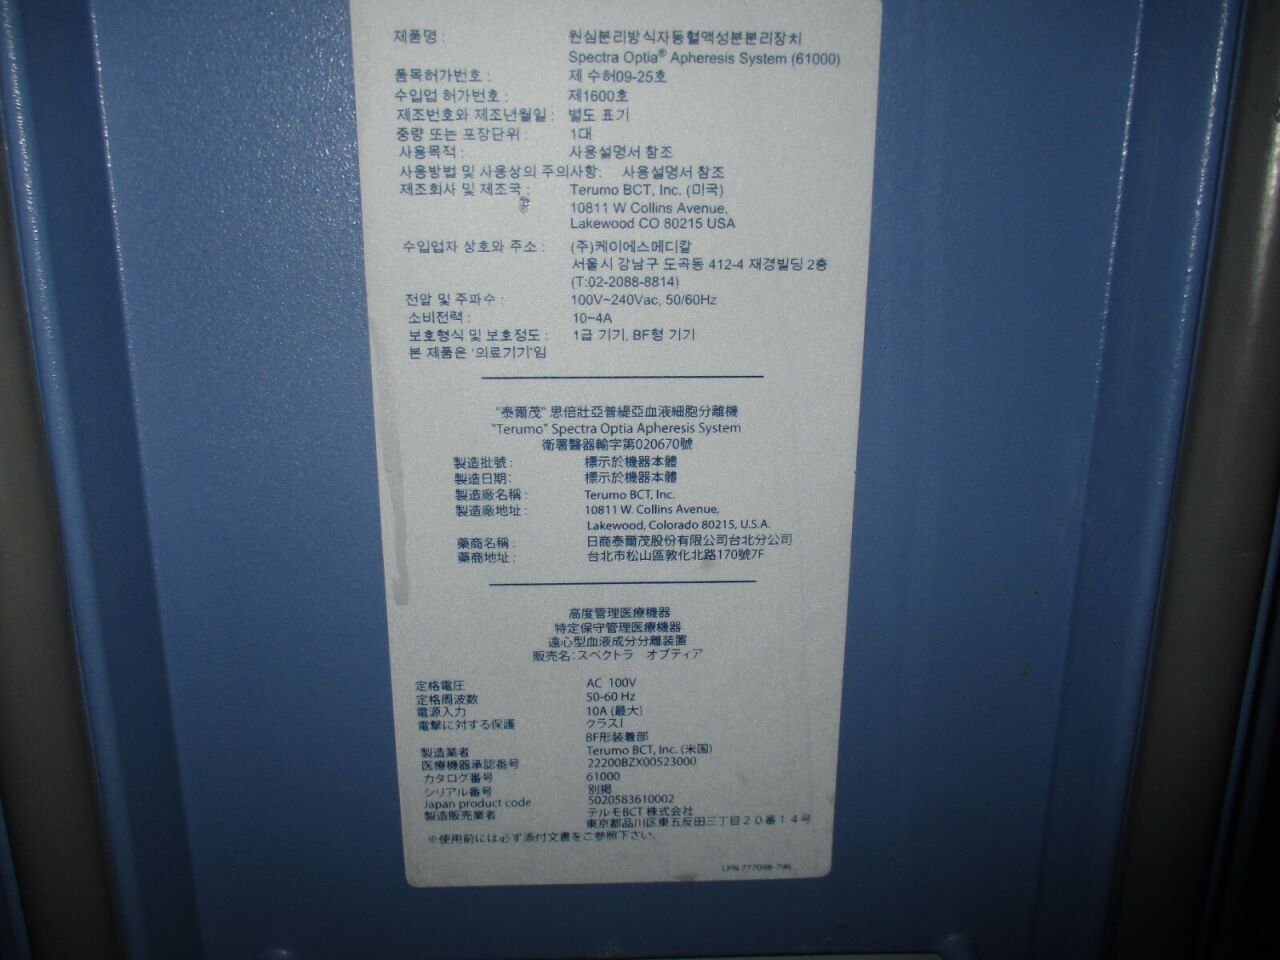 제품명 : 원심분리방식자동혈액성분분리장치
Spectra Optia® Apheresis System (61000)
품목허가번호 : 제 수허09-25호
수입업 허가번호 : 제1600호
제조번호와 제조년월일 : 별도 표기
중량 또는 포장단위 : 1대
사용목적 : 사용설명서 참조
사용방법 및 사용상의 주의사항: 사용설명서 참조
제조회사 및 제조국 : Terumo BCT, Inc. (미국)
10811 W Collins Avenue,
Lakewood CO 80215 USA
수입업자 상호와 주소 : (주)케이에스메디칼
서울시 강남구 도곡동 412-4 재경빌딩 2층
(T:02-2088-8814)
전압 및 주파수 : 100V~240Vac, 50/60Hz
소비전력 : 10~4A
보호형식 및 보호정도 : 1급 기기, BF형 기기
본 제품은 '의료기기'임
"泰爾茂" 思倍壯亞普緹亞血液細胞分離機
"Terumo" Spectra Optia Apheresis System
衛署醫器輸字第020670號
製造批號 : 標示於機器本體
製造日期 : 標示於機器本體
製造廠名稱 : Terumo BCT, Inc.
製造廠地址 : 10811 W. Collins Avenue,
Lakewood, Colorado 80215, U.S.A.
藥商名稱 : 日商泰爾茂股份有限公司台北分公司
藥商地址 : 台北市松山區敦化北路170號7F
高度管理医療機器
特定保守管理医療機器
遠心型血液成分分離装置
販売名:スペクトラ オプティア
定格電圧 AC 100V
定格周波数 50-60 Hz
電源入力 10A (最大)
電撃に対する保護 クラスI
BF形装着部
製造業者 Terumo BCT, Inc. (米国)
医療機器承認番号 22200BZX00523000
カタログ番号 61000
シリアル番号 別掲
Japan product code S020583610002
製造販売業者 テルモBCT 株式会社
東京都品川区東五反田三丁目20番14号
※使用前には必ず添付文書をご参照下さい。
LPN 777098-796